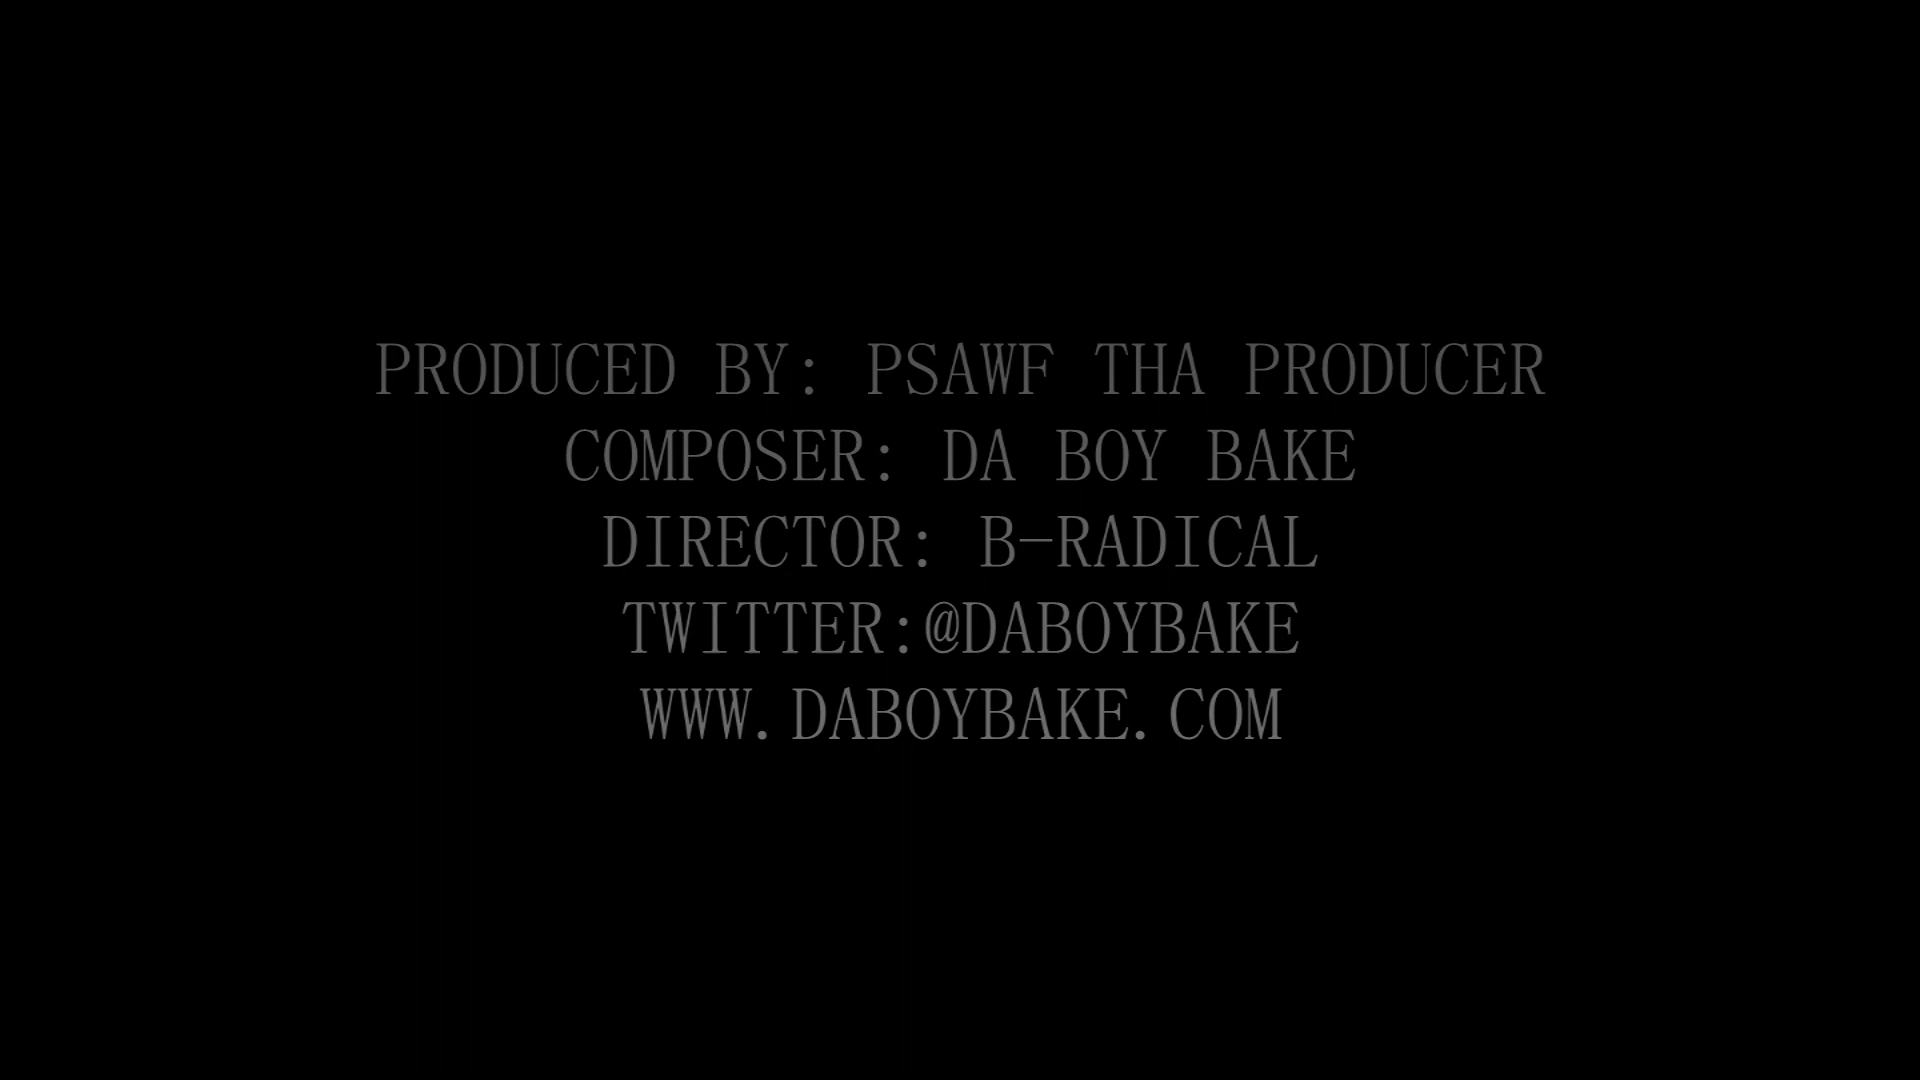 PRODUCED BY: PSAWF THA PRODUCER
COMPOSER: DA BOY BAKE
DIRECTOR: B-RADICAL
TWITTER:@DABOYBAKE
WWW.DABOYBAKE.COM